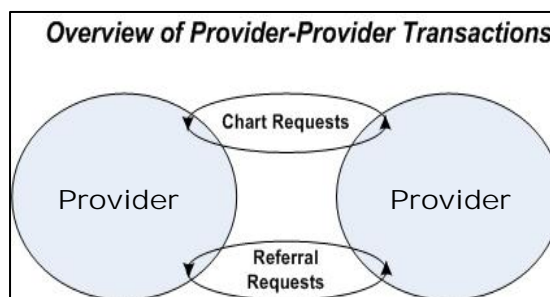 Overview of Provider-Provider Transactions
Chart Requests
Provider
Provider
Referral
Requests